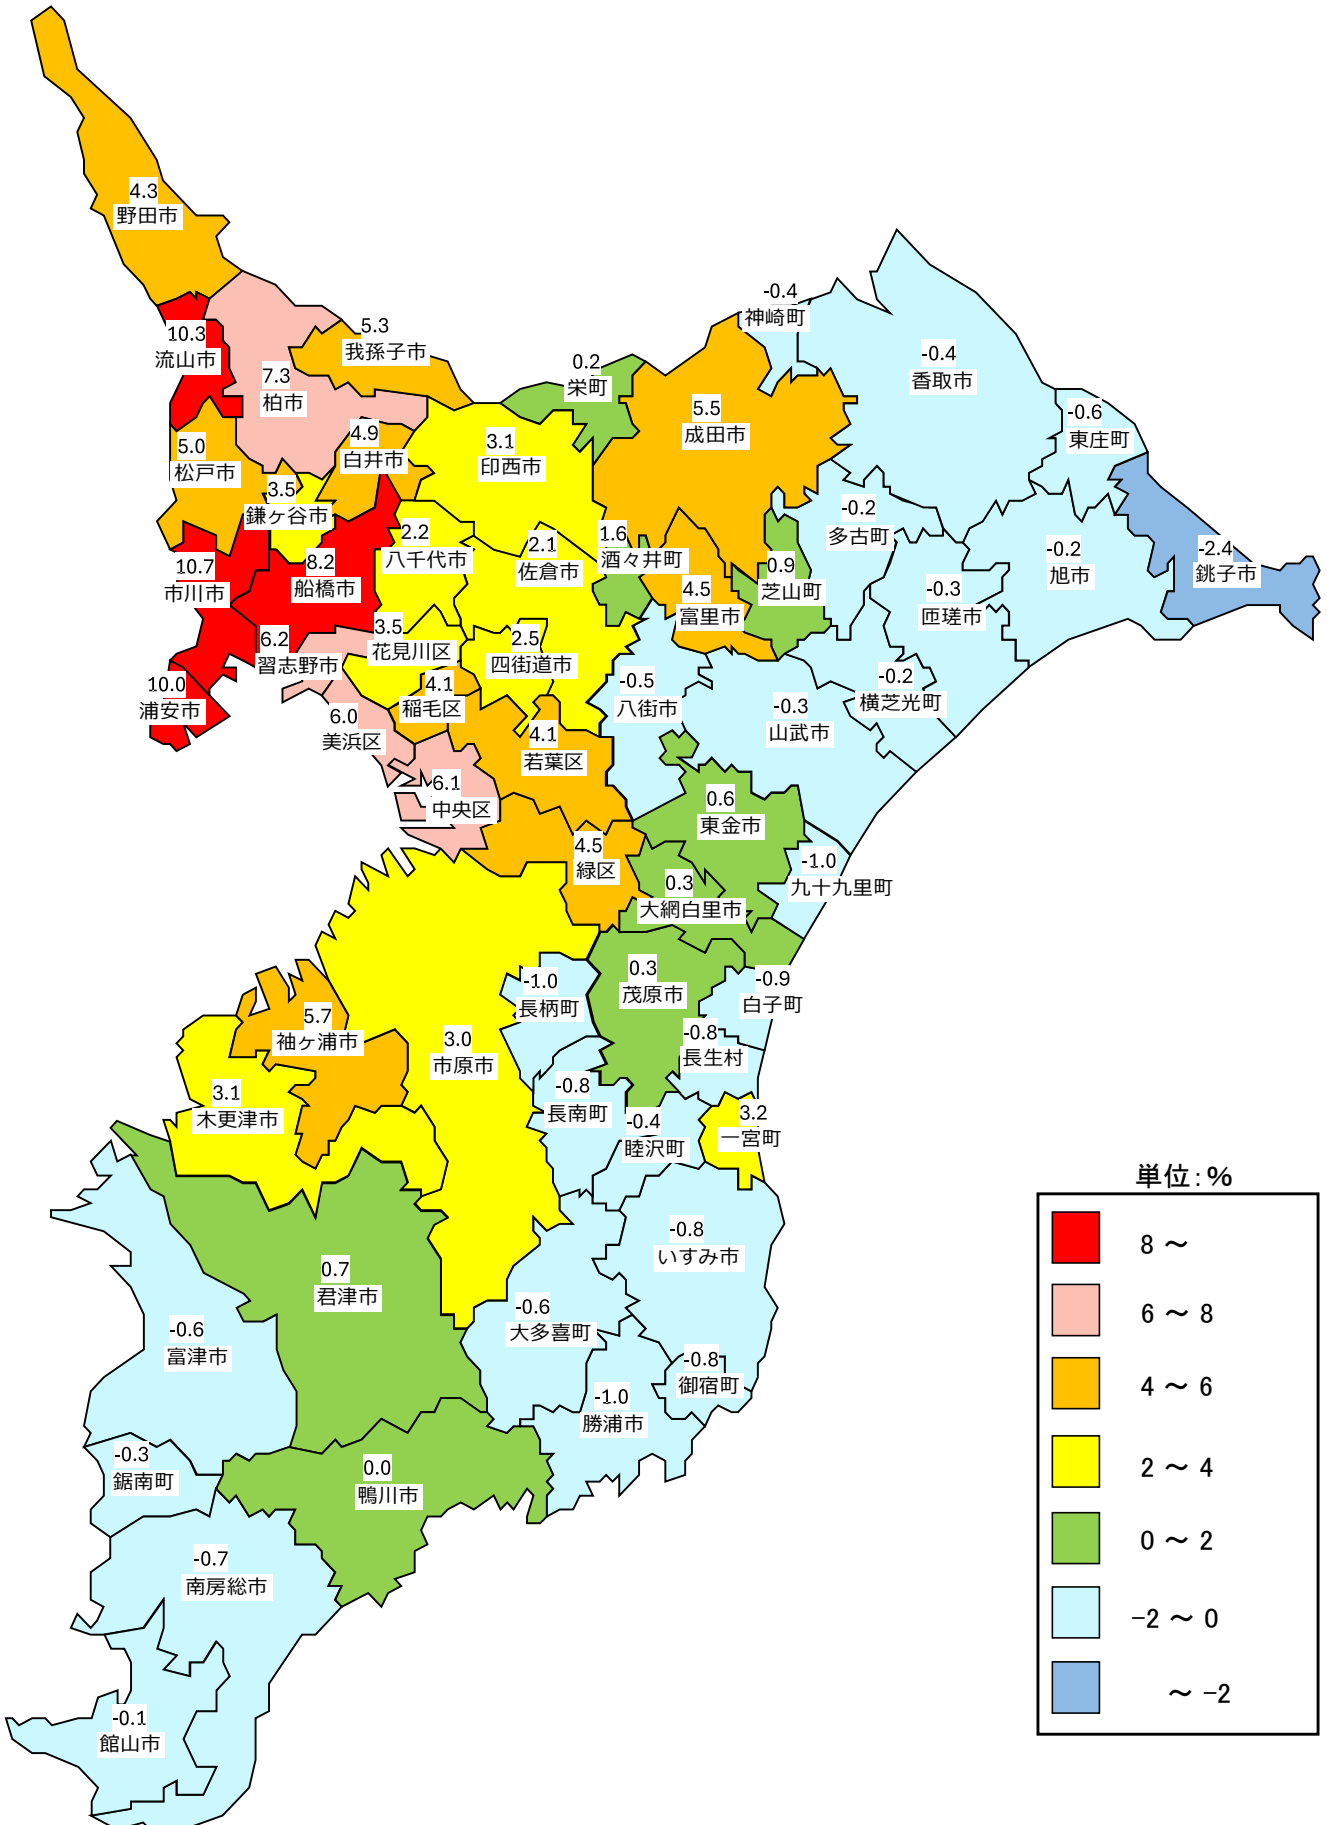 4.3
野田市
10.3
流山市
5.3
我孫子市
7.3
柏市
5.0
松戸市
4.9
白井市
3.5
鎌ヶ谷市
3.1
印西市
0.2
栄町
5.5
成田市
-0.4
神崎町
-0.4
香取市
-0.6
東庄町
-2.4
銚子市
-0.2
旭市
-0.2
多古町
-0.3
匝瑳市
0.9
芝山町
1.6
酒々井町
4.5
富里市
2.1
佐倉市
2.2
八千代市
8.2
船橋市
10.7
市川市
10.0
浦安市
6.2
習志野市
3.5
花見川区
4.1
稲毛区
6.0
美浜区
2.5
四街道市
4.1
若葉区
6.1
中央区
4.5
緑区
-0.5
八街市
-0.3
山武市
-0.2
横芝光町
0.6
東金市
-1.0
九十九里町
0.3
大網白里市
0.3
茂原市
-0.9
白子町
-0.8
長生村
-1.0
長柄町
-0.8
長南町
-0.4
睦沢町
3.2
一宮町
3.0
市原市
5.7
袖ヶ浦市
3.1
木更津市
0.7
君津市
-0.6
富津市
-0.8
いすみ市
-0.6
大多喜町
-0.8
御宿町
-1.0
勝浦市
0.0
鴨川市
-0.3
鋸南町
-0.7
南房総市
-0.1
館山市
単位：％
8 ～
6 ～ 8
4 ～ 6
2 ～ 4
0 ～ 2
−2 ～ 0
～ −2